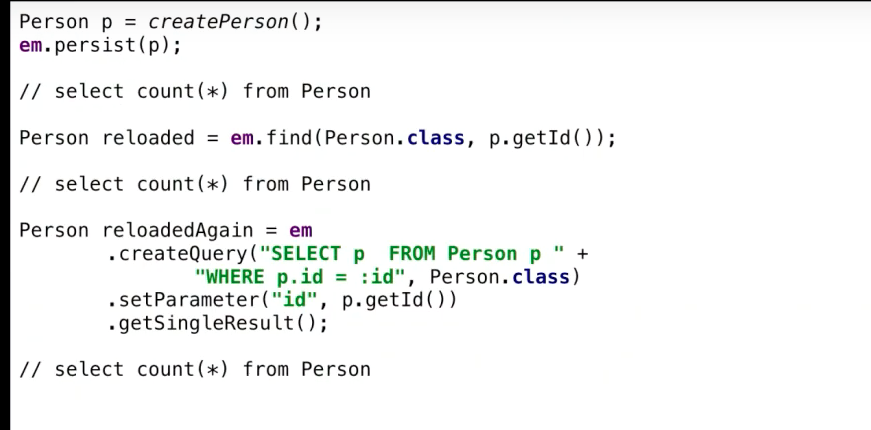 Person p = createPerson();
em.persist(p);
// select count(*) from Person
Person reloaded = em.find(Person.class, p.getId());
// select count(*) from Person
Person reloadedAgain = em
.createQuery("SELECT p  FROM Person p " +
"WHERE p.id = :id", Person.class)
.setParameter("id", p.getId())
.getSingleResult();
// select count(*) from Person